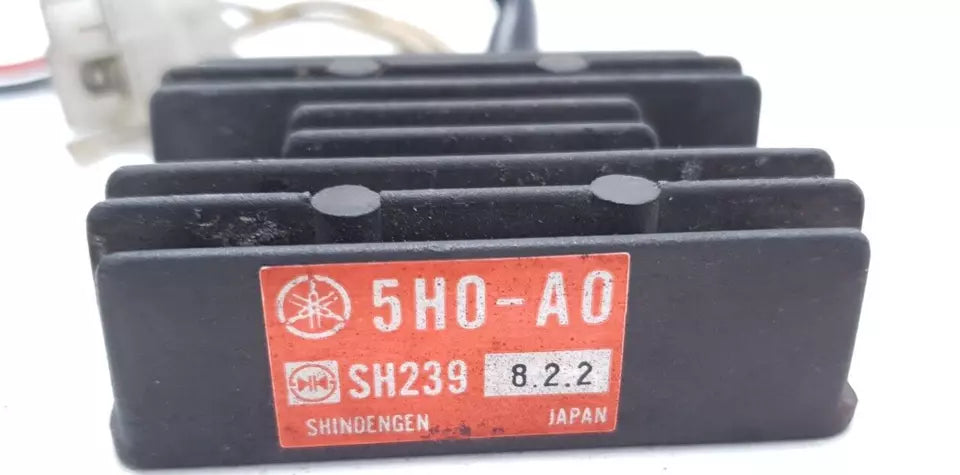 5H0-A0
SH239 8.2.2
SHINDENGEN JAPAN